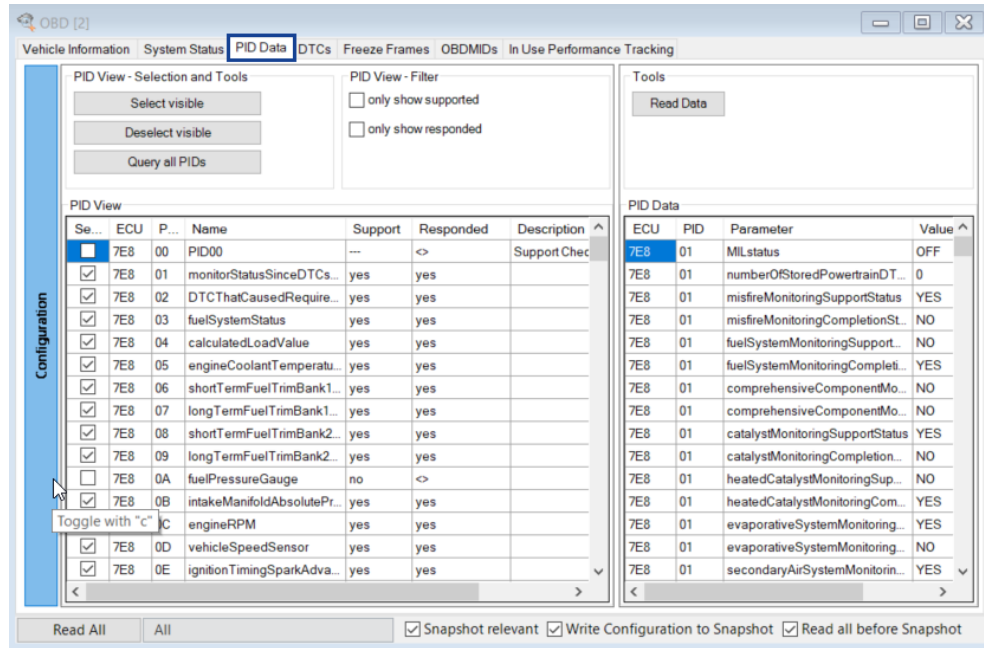 OBD [2]
Vehicle Information System Status PID Data DTCs Freeze Frames OBDMIDs In Use Performance Tracking
Configuration
PID View - Selection and Tools
Select visible
Deselect visible
Query all PIDs
PID View - Filter
only show supported
only show responded
Tools
Read Data
PID View
Se... ECU P... Name Support Responded Description
7E8 00 PID00 --- <> Support Chec
7E8 01 monitorStatusSinceDTCs... yes yes
7E8 02 DTCThatCausedRequire... yes yes
7E8 03 fuelSystemStatus yes yes
7E8 04 calculatedLoadValue yes yes
7E8 05 engineCoolantTemperatu... yes yes
7E8 06 shortTermFuelTrimBank1... yes yes
7E8 07 longTermFuelTrimBank1... yes yes
7E8 08 shortTermFuelTrimBank2... yes yes
7E8 09 longTermFuelTrimBank2... yes yes
7E8 0A fuelPressureGauge no <>
7E8 0B intakeManifoldAbsolutePr... yes yes
Toggle with "c" 0C engineRPM yes yes
7E8 0D vehicleSpeedSensor yes yes
7E8 0E ignitionTimingSparkAdva... yes yes
PID Data
ECU PID Parameter Value
7E8 01 MILstatus OFF
7E8 01 numberOfStoredPowertrainDT... 0
7E8 01 misfireMonitoringSupportStatus YES
7E8 01 misfireMonitoringCompletionSt... NO
7E8 01 fuelSystemMonitoringSupport... NO
7E8 01 fuelSystemMonitoringCompleti... YES
7E8 01 comprehensiveComponentMo... NO
7E8 01 comprehensiveComponentMo... NO
7E8 01 catalystMonitoringSupportStatus YES
7E8 01 catalystMonitoringCompletion... NO
7E8 01 heatedCatalystMonitoringSup... NO
7E8 01 heatedCatalystMonitoringCom... YES
7E8 01 evaporativeSystemMonitoring... YES
7E8 01 evaporativeSystemMonitoring... NO
7E8 01 secondaryAirSystemMonitorin... YES
Read All All Snapshot relevant Write Configuration to Snapshot Read all before Snapshot